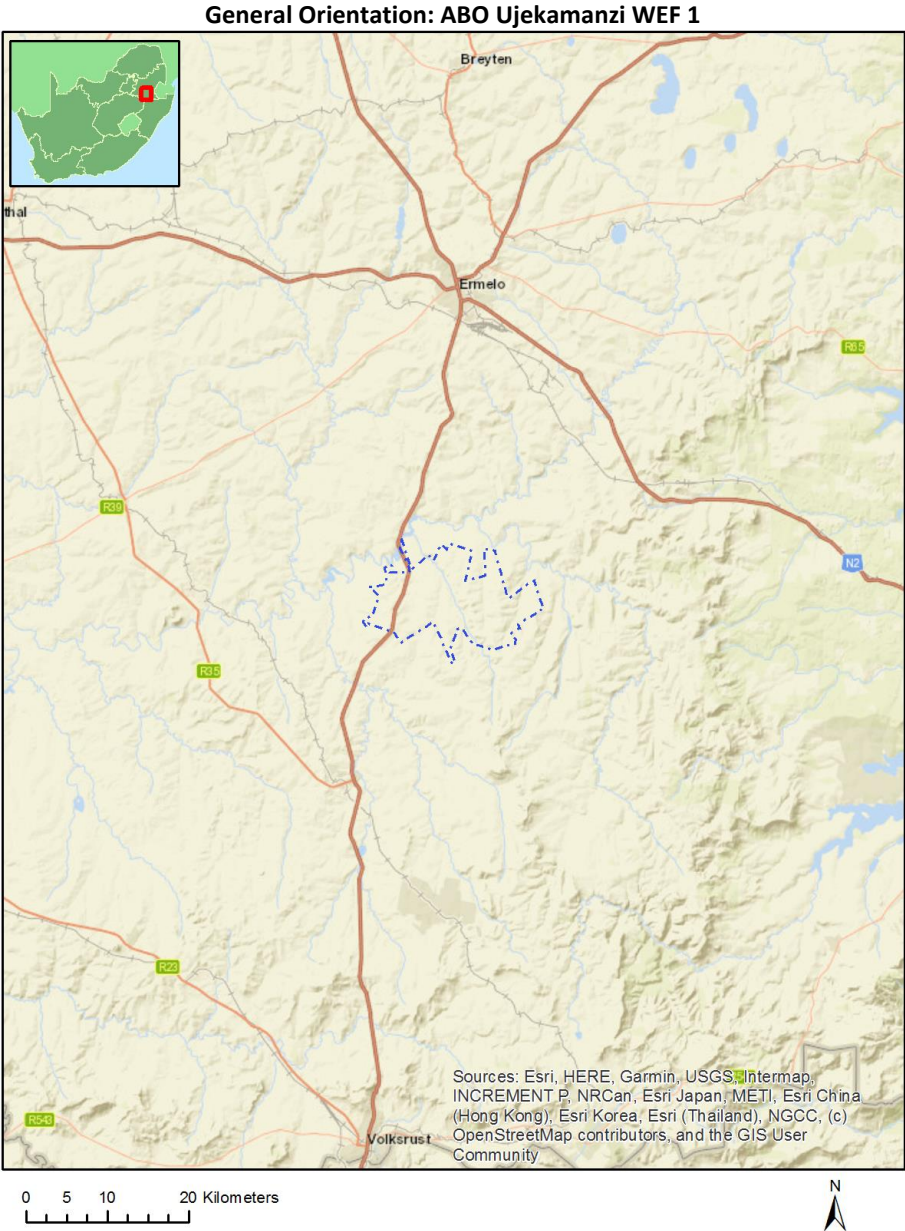 General Orientation: ABO Ujekamanzi WEF 1
Breyten
thal
Ermelo
R65
R39
N2
R35
R23
Sources: Esri, HERE, Garmin, USGS, Intermap,
INCREMENT P, NRCan, Esri Japan, METI, Esri China
(Hong Kong), Esri Korea, Esri (Thailand), NGCC, (c)
OpenStreetMap contributors, and the GIS User
Community
R543
Volksrust
0 5 10 20 Kilometers
N